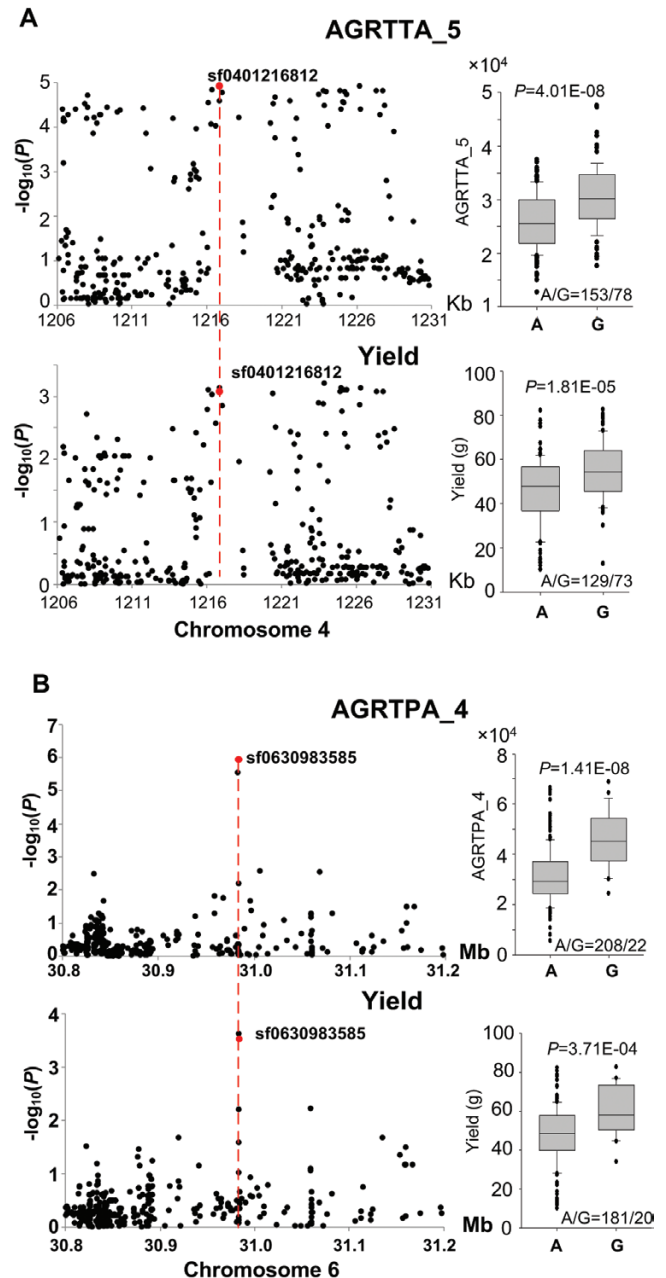 A
AGRTTA_5
sf0401216812
-log10(P)
5
4
3
2
1
0
1206 1211 1216 1221 1226 1231
Kb
×10^4
P=4.01E-08
AGRTTA_5
5
4
3
2
1
A/G=153/78
A G
Yield
sf0401216812
-log10(P)
3
2
1
0
1206 1211 1216 1221 1226 1231
Kb
Chromosome 4
P=1.81E-05
Yield (g)
100
80
60
40
20
0
A/G=129/73
A G
B
AGRTPA_4
sf0630983585
-log10(P)
7
6
5
4
3
2
1
0
30.8 30.9 31.0 31.1 31.2
Mb
×10^4
P=1.41E-08
AGRTPA_4
8
6
4
2
0
A/G=208/22
A G
Yield
sf0630983585
-log10(P)
4
3
2
1
0
30.8 30.9 31.0 31.1 31.2
Mb
Chromosome 6
P=3.71E-04
Yield (g)
100
80
60
40
20
0
A/G=181/20
A G